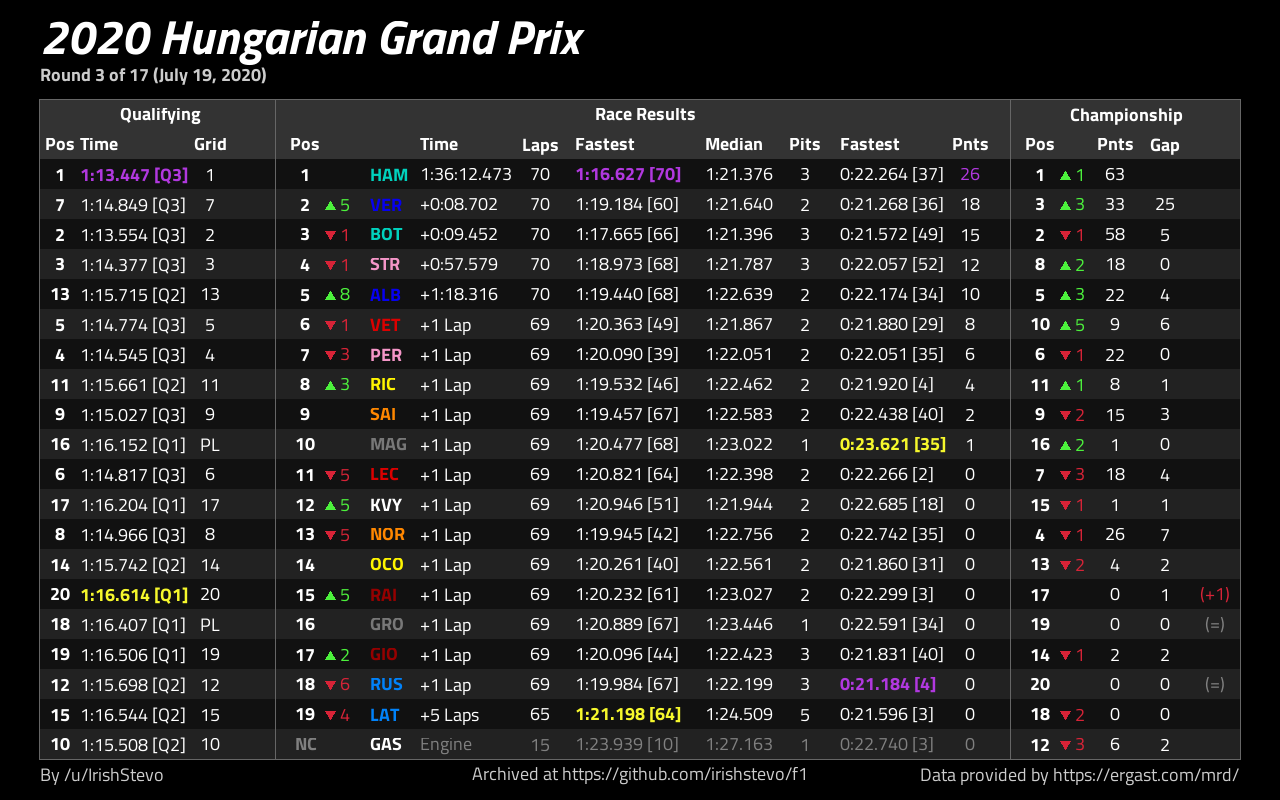 2020 Hungarian Grand Prix
Round 3 of 17 (July 19, 2020)
Qualifying Race Results Championship
Pos Time Grid Pos Time Laps Fastest Median Pits Fastest Pnts Pos Pnts Gap
1 1:13.447 [Q3] 1 1 HAM 1:36:12.473 70 1:16.627 [70] 1:21.376 3 0:22.264 [37] 26 1 ▲1 63
7 1:14.849 [Q3] 7 2 ▲5 VER +0:08.702 70 1:19.184 [60] 1:21.640 2 0:21.268 [36] 18 3 ▲3 33 25
2 1:13.554 [Q3] 2 3 ▼1 BOT +0:09.452 70 1:17.665 [66] 1:21.396 3 0:21.572 [49] 15 2 ▼1 58 5
3 1:14.377 [Q3] 3 4 ▼1 STR +0:57.579 70 1:18.973 [68] 1:21.787 3 0:22.057 [52] 12 8 ▲2 18 0
13 1:15.715 [Q2] 13 5 ▲8 ALB +1:18.316 70 1:19.440 [68] 1:22.639 2 0:22.174 [34] 10 5 ▲3 22 4
5 1:14.774 [Q3] 5 6 ▼1 VET +1 Lap 69 1:20.363 [49] 1:21.867 2 0:21.880 [29] 8 10 ▲5 9 6
4 1:14.545 [Q3] 4 7 ▼3 PER +1 Lap 69 1:20.090 [39] 1:22.051 2 0:22.051 [35] 6 6 ▼1 22 0
11 1:15.661 [Q2] 11 8 ▲3 RIC +1 Lap 69 1:19.532 [46] 1:22.462 2 0:21.920 [4] 4 11 ▲1 8 1
9 1:15.027 [Q3] 9 9 SAI +1 Lap 69 1:19.457 [67] 1:22.583 2 0:22.438 [40] 2 9 ▼2 15 3
16 1:16.152 [Q1] PL 10 MAG +1 Lap 69 1:20.477 [68] 1:23.022 1 0:23.621 [35] 1 16 ▲2 1 0
6 1:14.817 [Q3] 6 11 ▼5 LEC +1 Lap 69 1:20.821 [64] 1:22.398 2 0:22.266 [2] 0 7 ▼3 18 4
17 1:16.204 [Q1] 17 12 ▲5 KVY +1 Lap 69 1:20.946 [51] 1:21.944 2 0:22.685 [18] 0 15 ▼1 1 1
8 1:14.966 [Q3] 8 13 ▼5 NOR +1 Lap 69 1:19.945 [42] 1:22.756 2 0:22.742 [35] 0 4 ▼1 26 7
14 1:15.742 [Q2] 14 14 OCO +1 Lap 69 1:20.261 [40] 1:22.561 2 0:21.860 [31] 0 13 ▼2 4 2
20 1:16.614 [Q1] 20 15 ▲5 RAI +1 Lap 69 1:20.232 [61] 1:23.027 2 0:22.299 [3] 0 17 0 1 (+1)
18 1:16.407 [Q1] PL 16 GRO +1 Lap 69 1:20.889 [67] 1:23.446 1 0:22.591 [34] 0 19 0 0 (=)
19 1:16.506 [Q1] 19 17 ▲2 GIO +1 Lap 69 1:20.096 [44] 1:22.423 3 0:21.831 [40] 0 14 ▼1 2 2
12 1:15.698 [Q2] 12 18 ▼6 RUS +1 Lap 69 1:19.984 [67] 1:22.199 3 0:21.184 [4] 0 20 0 0 (=)
15 1:16.544 [Q2] 15 19 ▼4 LAT +5 Laps 65 1:21.198 [64] 1:24.509 5 0:21.596 [3] 0 18 ▼2 0 0
10 1:15.508 [Q2] 10 NC GAS Engine 15 1:23.939 [10] 1:27.163 1 0:22.740 [3] 0 12 ▼3 6 2
By /u/IrishStevo Archived at https://github.com/irishstevo/f1 Data provided by https://ergast.com/mrd/